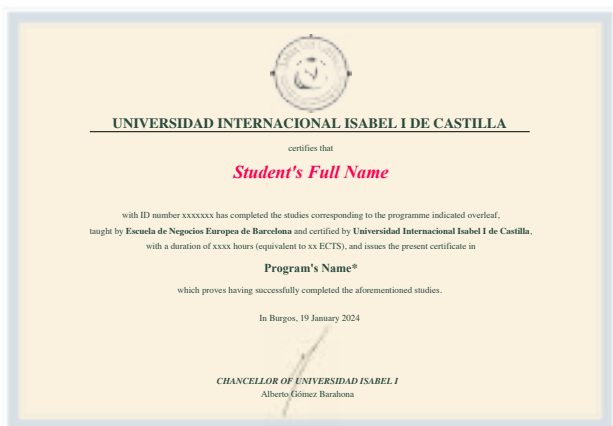 UNIVERSIDAD INTERNACIONAL ISABEL I DE CASTILLA
certifies that
Student's Full Name
with ID number xxxxxxx has completed the studies corresponding to the programme indicated overleaf,
taught by Escuela de Negocios Europea de Barcelona and certified by Universidad Internacional Isabel I de Castilla,
with a duration of xxxx hours (equivalent to xx ECTS), and issues the present certificate in
Program's Name*
which proves having successfully completed the aforementioned studies.
In Burgos, 19 January 2024
CHANCELLOR OF UNIVERSIDAD ISABEL I
Alberto Gómez Barahona